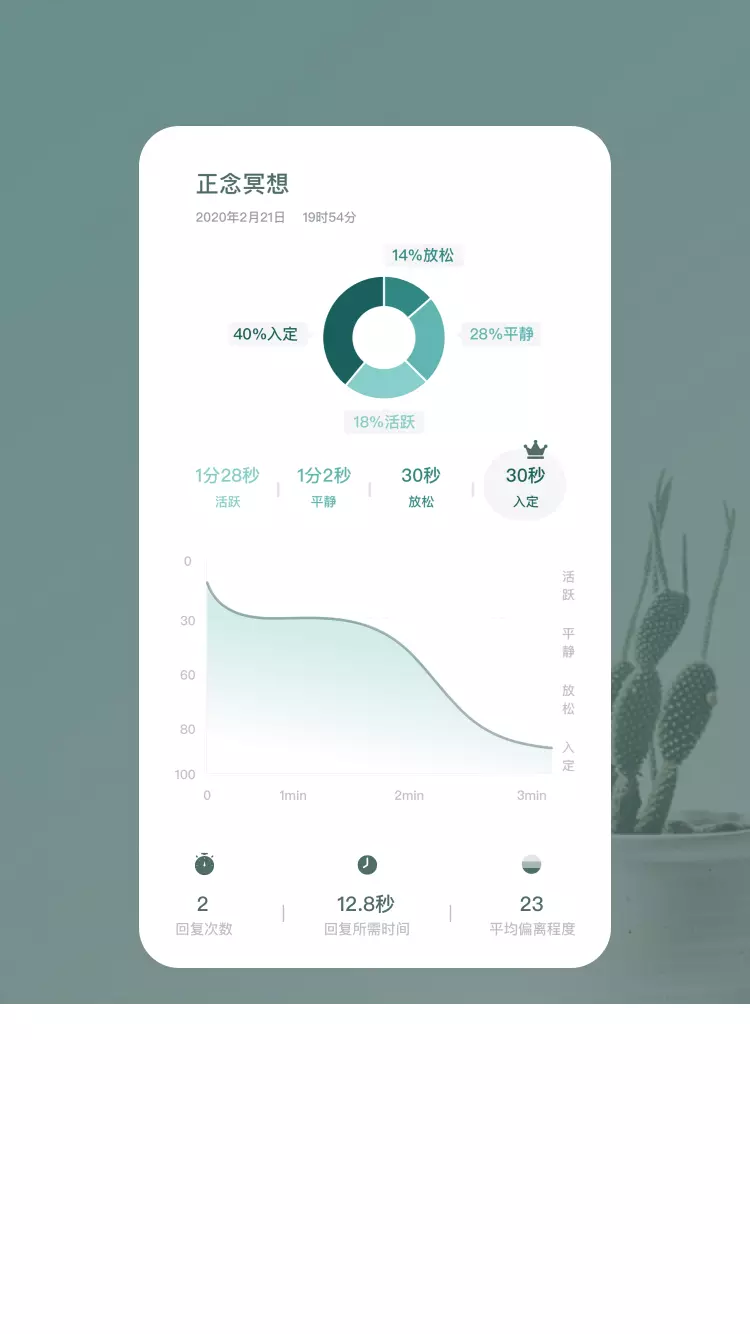 正念冥想
2020年2月21日 19时54分
14%放松
40%入定
28%平静
18%活跃
1分28秒
活跃
1分2秒
平静
30秒
放松
30秒
入定
0
30
60
80
100
活跃
平静
放松
入定
0
1min
2min
3min
2
回复次数
12.8秒
回复所需时间
23
平均偏离程度